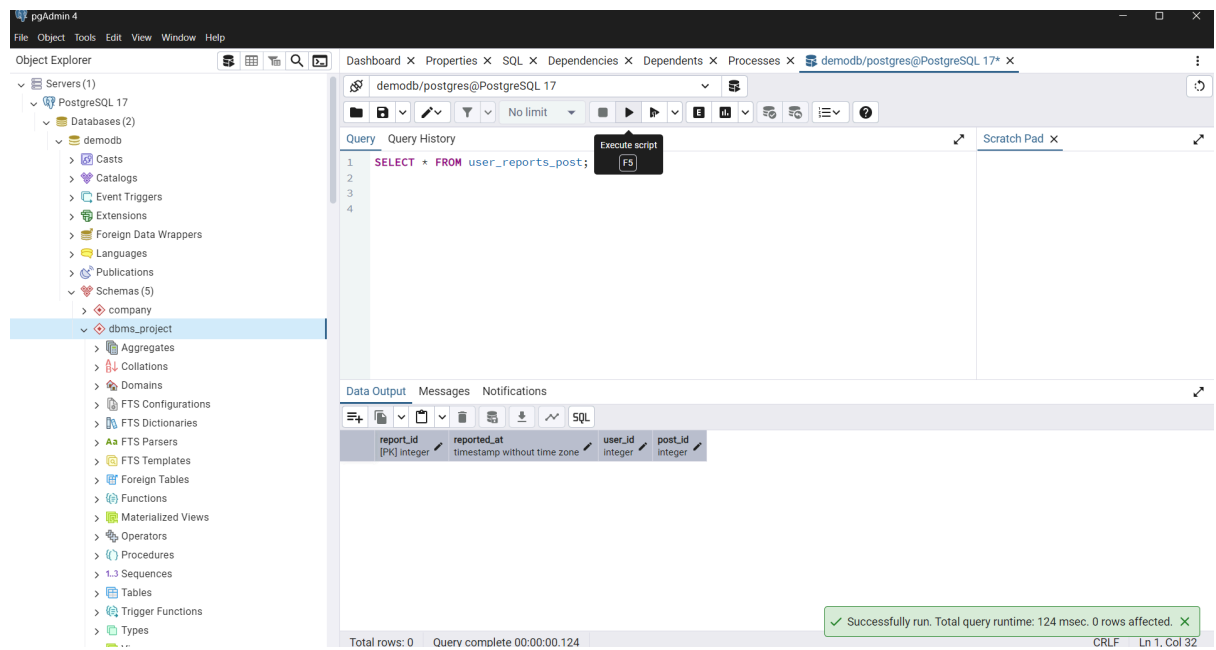 pgAdmin 4
File Object Tools Edit View Window Help
Object Explorer
Dashboard Properties SQL Dependencies Dependents Processes demodb/postgres@PostgreSQL 17*
Servers (1)
PostgreSQL 17
Databases (2)
demodb
Casts
Catalogs
Event Triggers
Extensions
Foreign Data Wrappers
Languages
Publications
Schemas (5)
company
dbms_project
Aggregates
Collations
Domains
FTS Configurations
FTS Dictionaries
Aa FTS Parsers
FTS Templates
Foreign Tables
Functions
Materialized Views
Operators
Procedures
1..3 Sequences
Tables
Trigger Functions
Types
demodb/postgres@PostgreSQL 17
No limit
E
Query Query History
Execute script
F5
Scratch Pad
1 SELECT * FROM user_reports_post;
2
3
4
Data Output Messages Notifications
SQL
report_id reported_at user_id post_id
[PK] integer timestamp without time zone integer integer
Successfully run. Total query runtime: 124 msec. 0 rows affected.
Total rows: 0 Query complete 00:00:00.124 CRLF Ln 1, Col 32